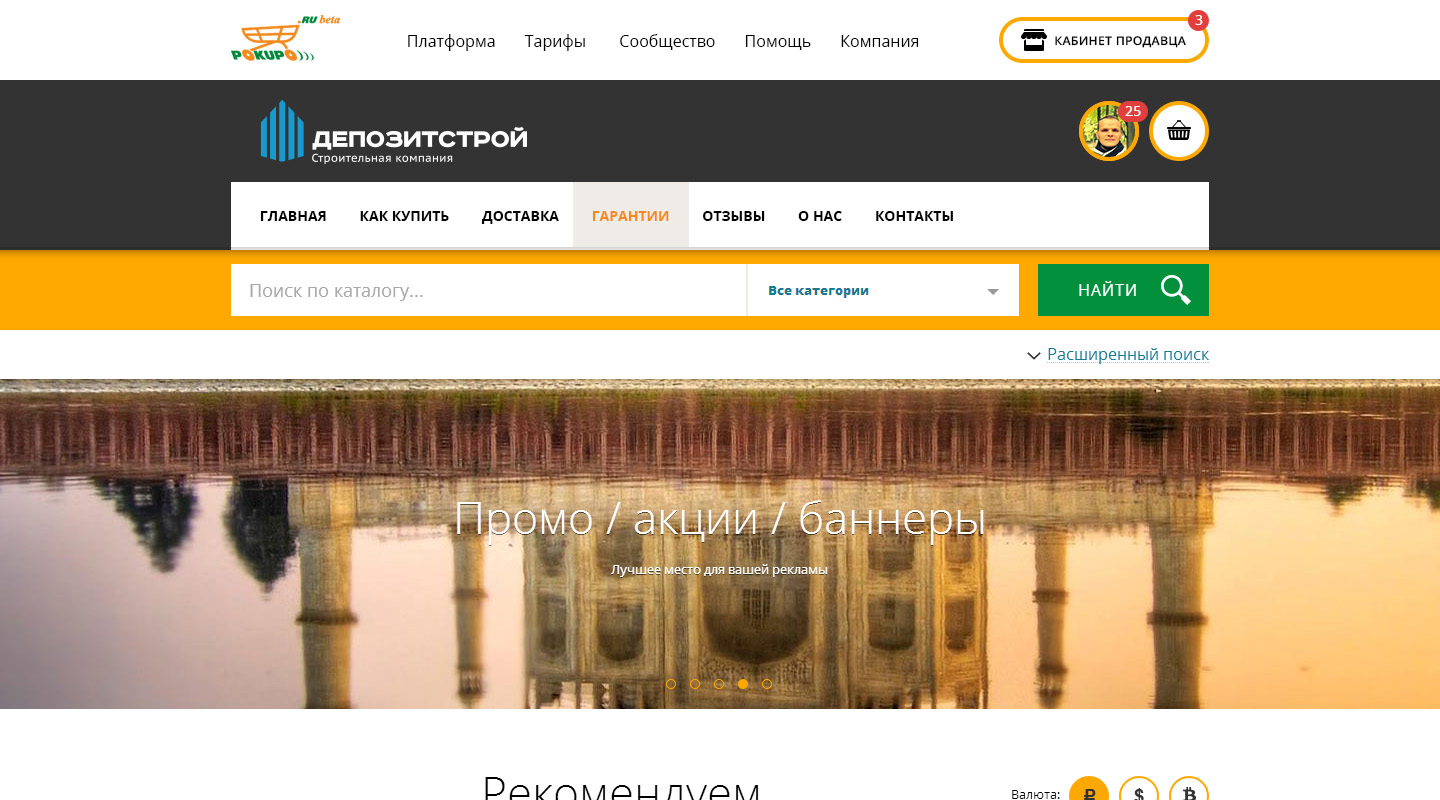 .RU beta
POKUPO
Платформа Тарифы Сообщество Помощь Компания
КАБИНЕТ ПРОДАВЦА
3
ДЕПОЗИТСТРОЙ
Строительная компания
25
ГЛАВНАЯ КАК КУПИТЬ ДОСТАВКА ГАРАНТИИ ОТЗЫВЫ О НАС КОНТАКТЫ
Поиск по каталогу...
Все категории
НАЙТИ
Расширенный поиск
Промо / акции / баннеры
Лучшее место для вашей рекламы
Рекомендуем
Валюта: ₽ $ ₿